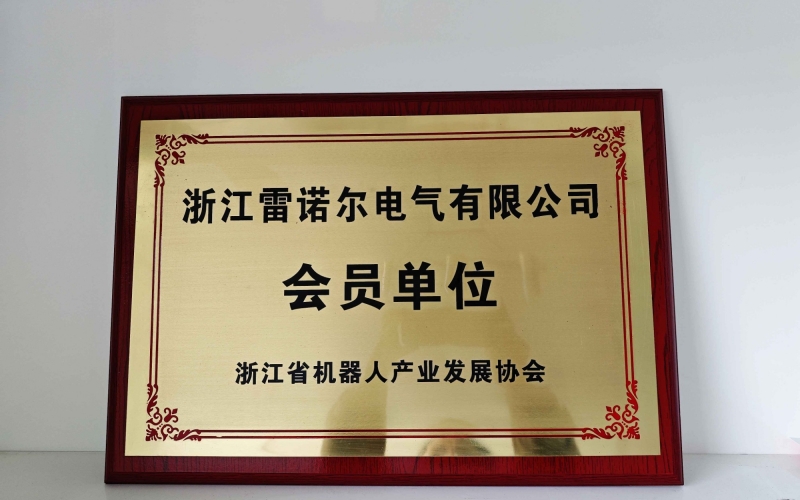 浙江雷诺尔电气有限公司
会员单位
浙江省机器人产业发展协会